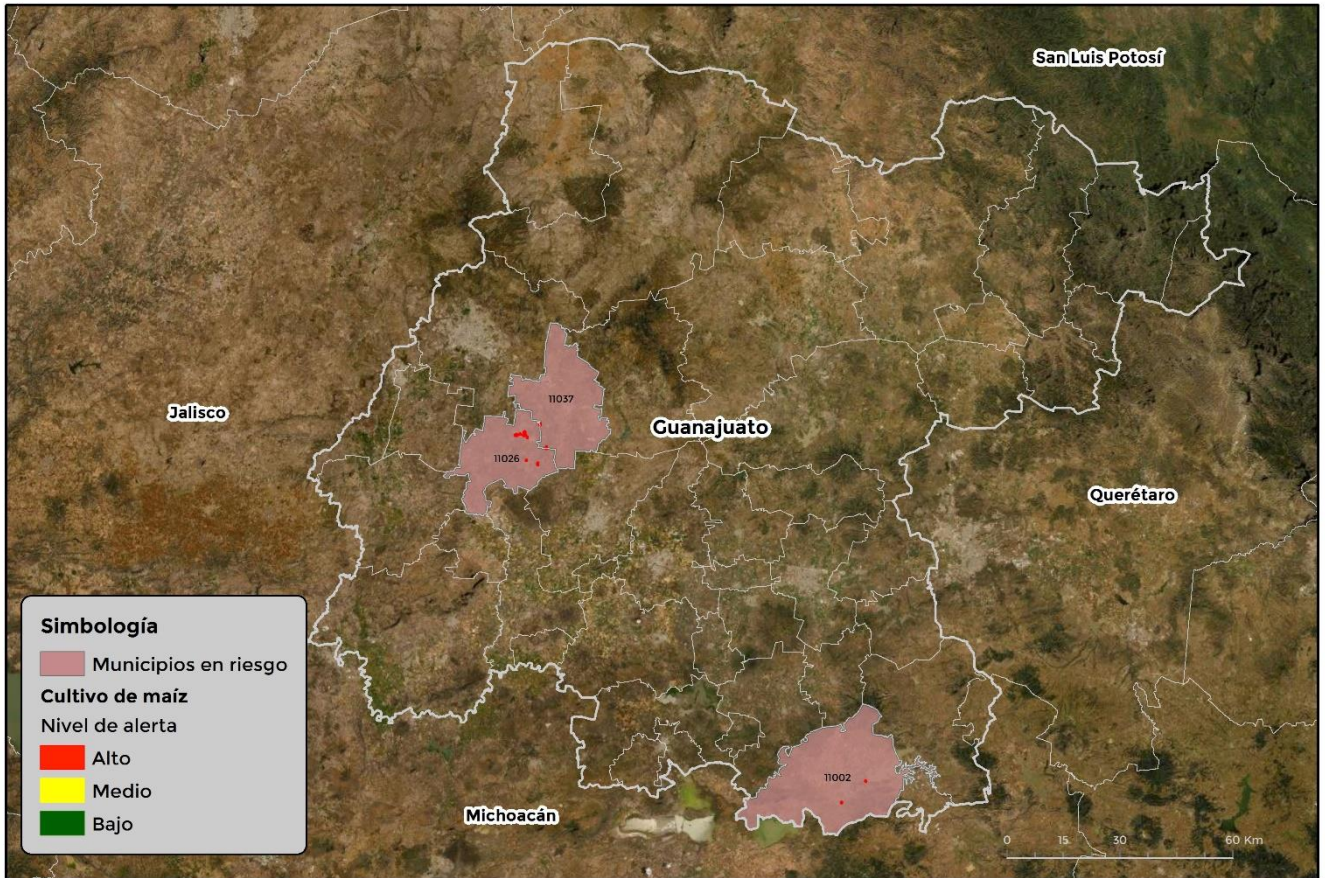 San Luis Potosí
Jalisco
11037
Guanajuato
11026
Querétaro
Simbología
Municipios en riesgo
Cultivo de maíz
Nivel de alerta
Alto
Medio
Bajo
11002
Michoacán
0 15 30 60 Km